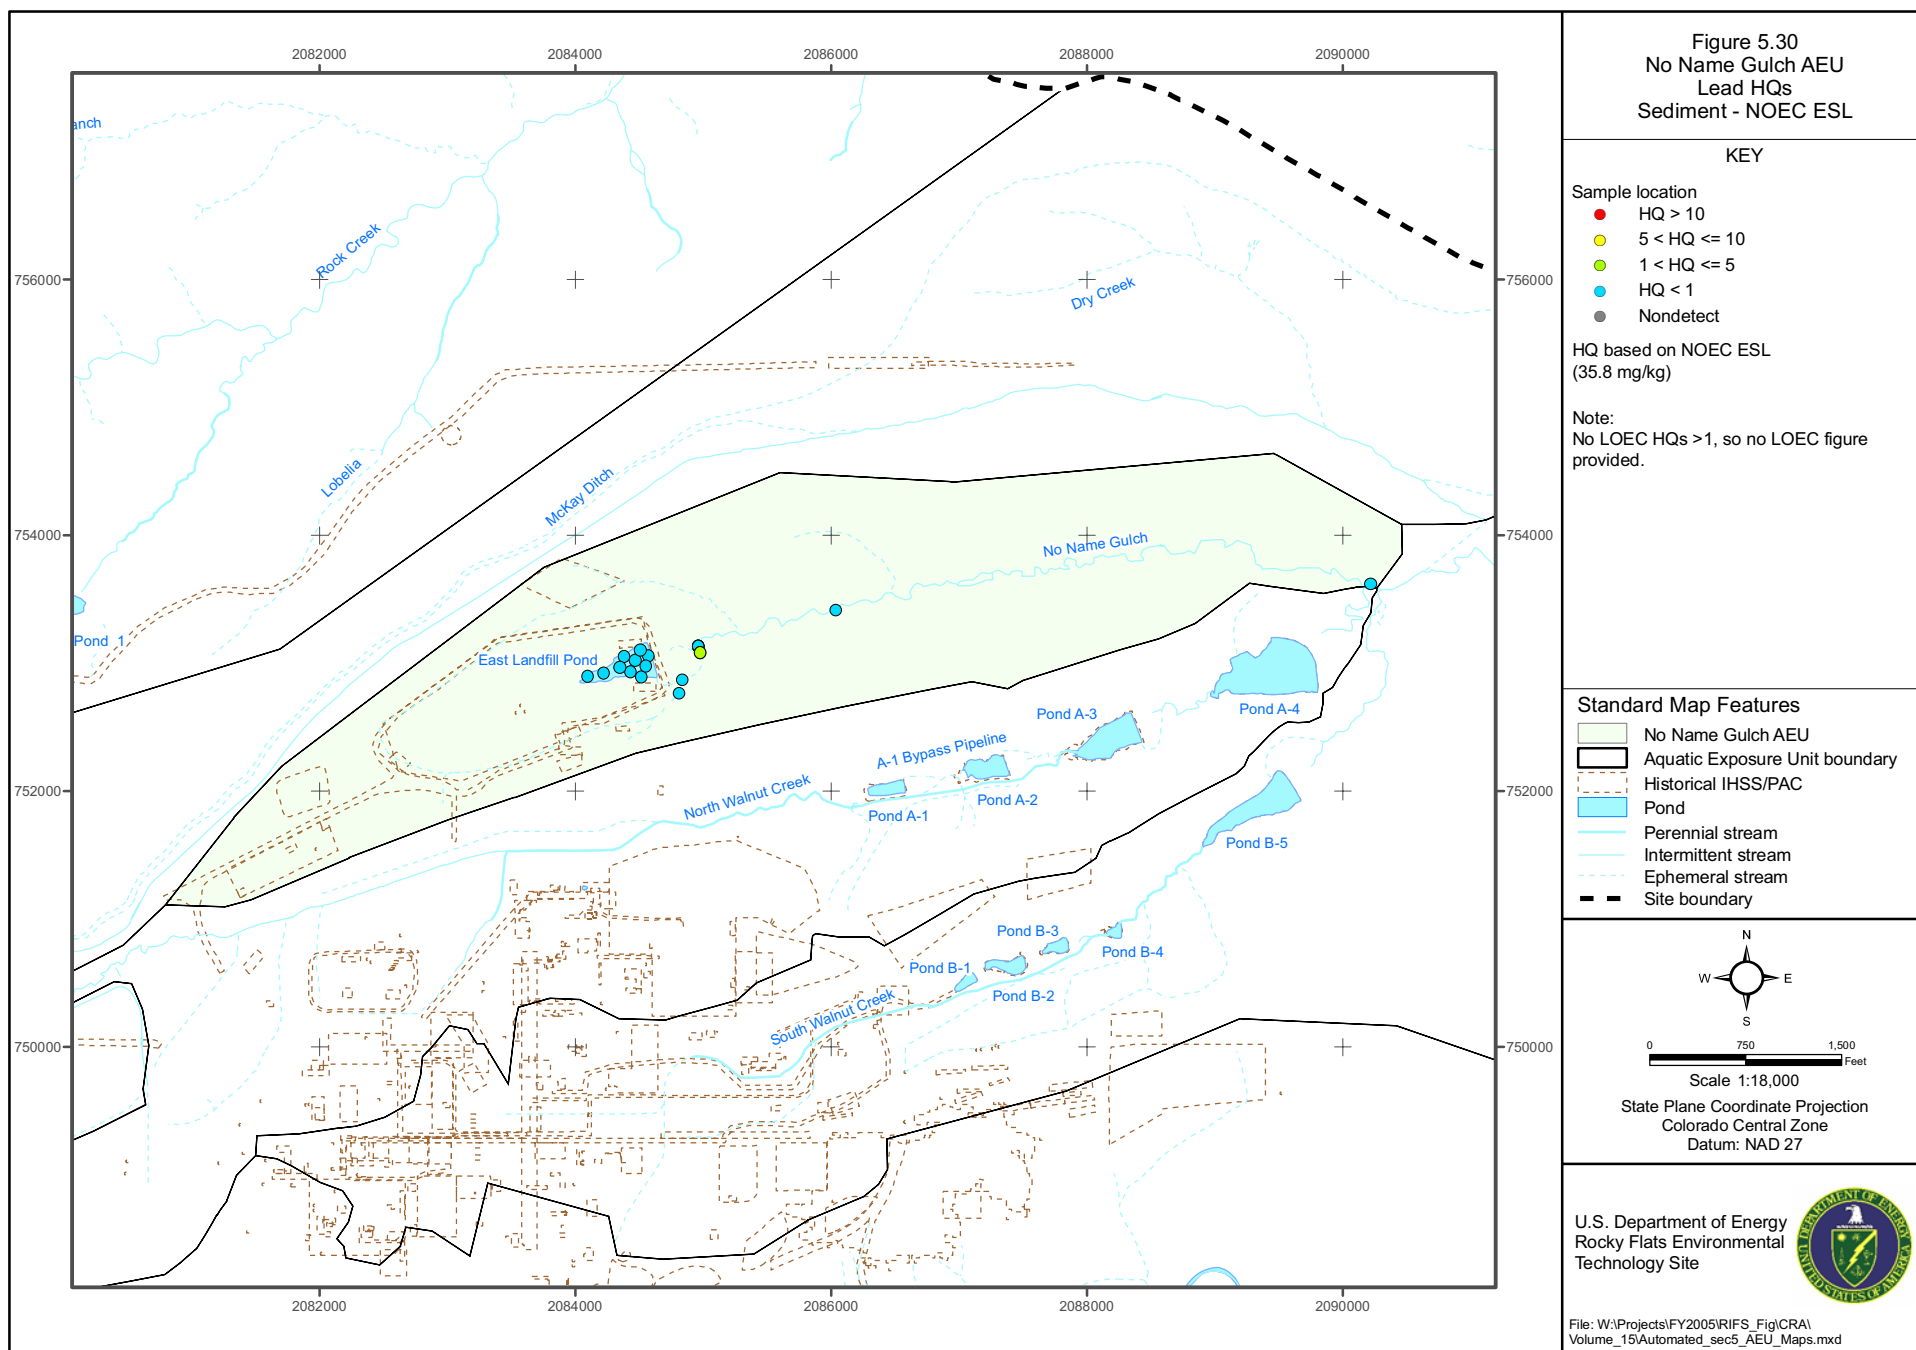 Figure 5.30
No Name Gulch AEU
Lead HQs
Sediment - NOEC ESL
KEY
Sample location
HQ > 10
5 < HQ <= 10
1 < HQ <= 5
HQ < 1
Nondetect
HQ based on NOEC ESL
(35.8 mg/kg)
Note:
No LOEC HQs >1, so no LOEC figure
provided.
Standard Map Features
No Name Gulch AEU
Aquatic Exposure Unit boundary
Historical IHSS/PAC
Pond
Perennial stream
Intermittent stream
Ephemeral stream
Site boundary
N
W
E
S
0
750
1,500
Feet
Scale 1:18,000
State Plane Coordinate Projection
Colorado Central Zone
Datum: NAD 27
U.S. Department of Energy
Rocky Flats Environmental
Technology Site
DEPARTMENT OF ENERGY
UNITED STATES OF AMERICA
File: W:\Projects\FY2005\RIFS_Fig\CRA\
Volume_15\Automated_sec5_AEU_Maps.mxd
2082000
2084000
2086000
2088000
2090000
756000
756000
754000
754000
752000
752000
750000
750000
2082000
2084000
2086000
2088000
2090000
anch
Rock Creek
Dry Creek
Lobelia
McKay Ditch
No Name Gulch
Pond 1
East Landfill Pond
Pond A-4
Pond A-3
A-1 Bypass Pipeline
North Walnut Creek
Pond A-2
Pond A-1
Pond B-5
Pond B-3
Pond B-4
Pond B-1
Pond B-2
South Walnut Creek